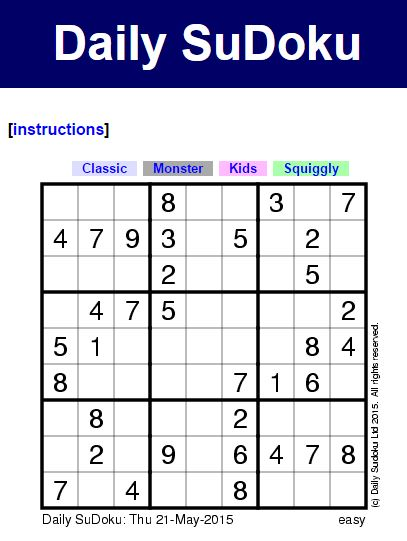 Daily SuDoku
[instructions]
Classic Monster Kids Squiggly
8 3 7
4 7 9 3 5 2
2 5
4 7 5 2
5 1 8 4
8 7 1 6
8 2
2 9 6 4 7 8
7 4 8
(c) Daily Sudoku Ltd 2015. All rights reserved.
Daily SuDoku: Thu 21-May-2015 easy